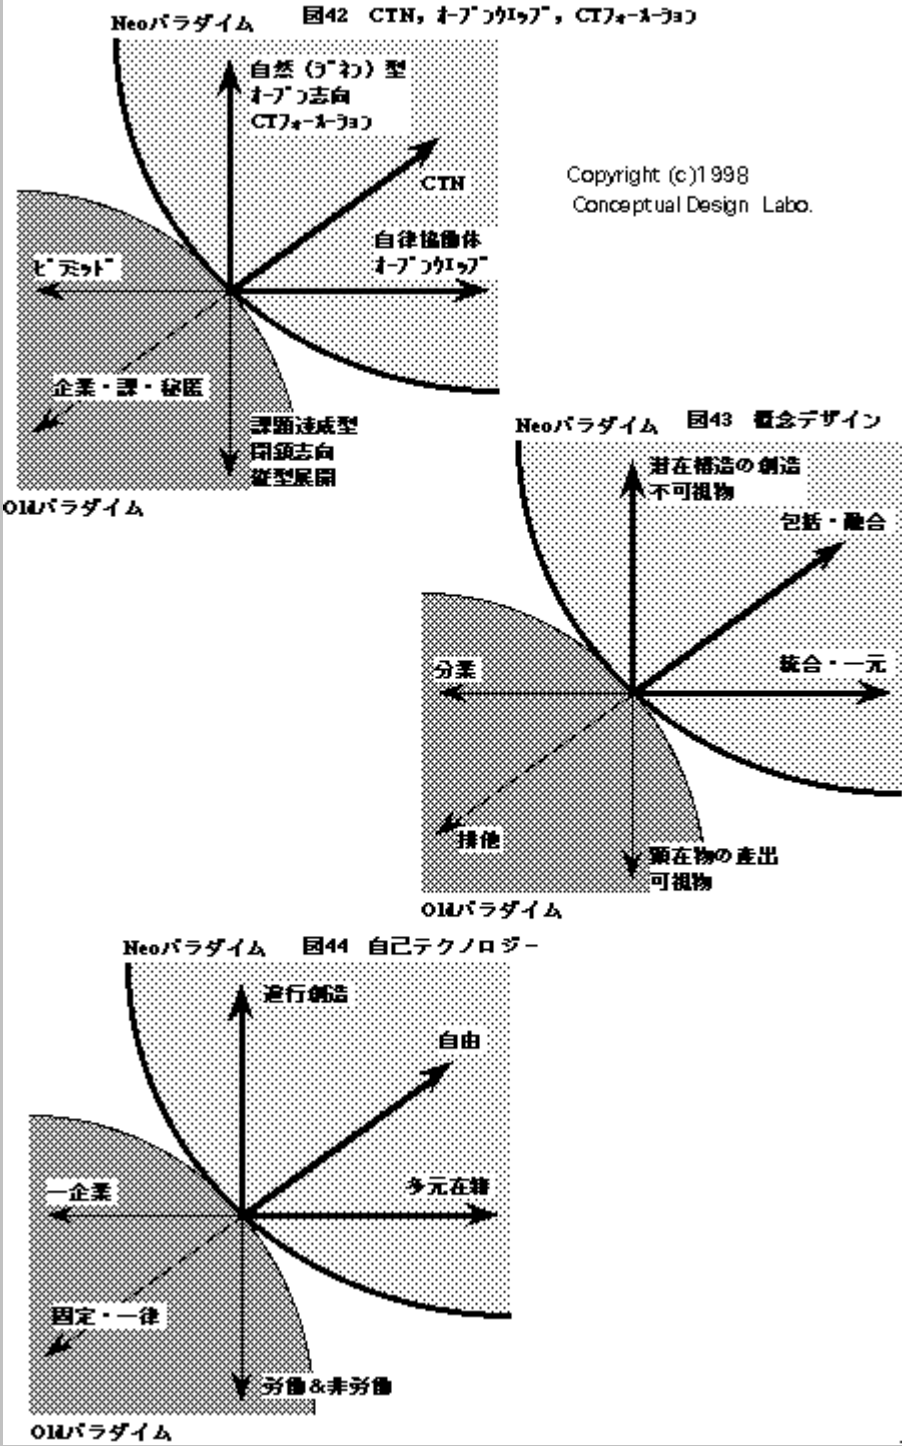 図42 CTN, ｵｰﾌﾟﾝｳｴｯﾌﾞ, CTﾌｫｰﾒｰｼｮﾝ
Neoパラダイム
自然（ｼﾞﾈﾝ）型
ｵｰﾌﾟﾝ志向
CTﾌｫｰﾒｰｼｮﾝ
CTN
Copyright (c)1998
Conceptual Design Labo.
自律協働体
ｵｰﾌﾟﾝｳｴｯﾌﾞ
ﾋﾟﾗﾐｯﾄﾞ
企業・課・秘匿
課題達成型
閉鎖志向
縦型展開
Oldパラダイム
図43 概念デザイン
Neoパラダイム
潜在構造の創造
不可視物
包括・融合
統合・一元
分業
排他
顕在物の産出
可視物
Oldパラダイム
Neoパラダイム 図44 自己テクノロジー
遊行創造
自由
多元在籍
一企業
固定・一律
労働＆非労働
Oldパラダイム